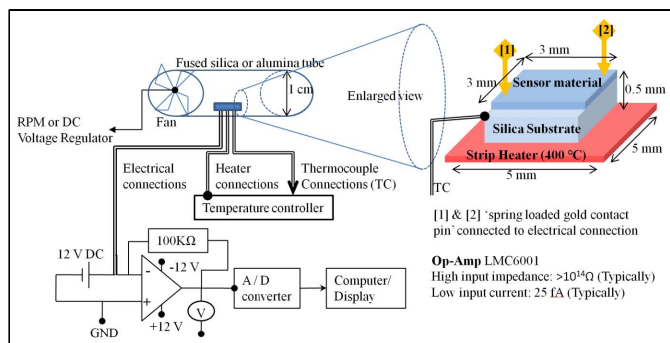 Fused silica or alumina tube
1 cm
Fan
RPM or DC
Voltage Regulator
Electrical
connections
Heater
connections
Thermocouple
Connections (TC)
Temperature controller
Enlarged view
[1]
[2]
3 mm
3 mm
Sensor material
0.5 mm
Silica Substrate
Strip Heater (400 °C)
5 mm
5 mm
TC
[1] & [2] ‘spring loaded gold contact
pin’ connected to electrical connection
Op-Amp LMC6001
High input impedance: >10¹⁴Ω (Typically)
Low input current: 25 fA (Typically)
12 V DC
100KΩ
-
-12 V
+
+12 V
GND
V
A / D
converter
Computer/
Display